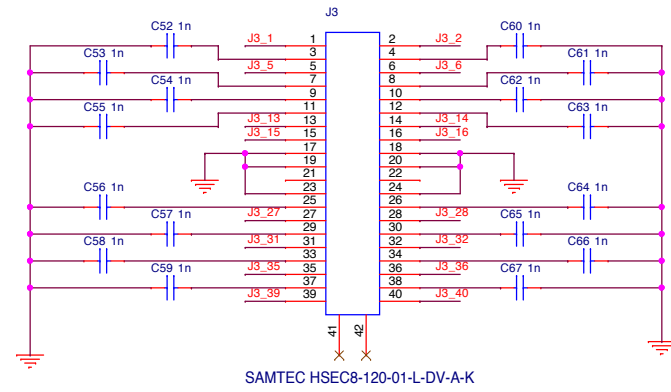 J3
C52 1n
J3_1 1 2 J3_2
C60 1n
C53 1n
3 4
C61 1n
J3_5 5 6 J3_6
C54 1n
7 8
C62 1n
9 10
C55 1n
11 12
C63 1n
J3_13 13 14 J3_14
J3_15 15 16 J3_16
17 18
19 20
21 22
23 24
C56 1n
25 26
C64 1n
J3_27 27 28 J3_28
C57 1n
29 30
C65 1n
J3_31 31 32 J3_32
C58 1n
33 34
C66 1n
J3_35 35 36 J3_36
C59 1n
37 38
C67 1n
J3_39 39 40 J3_40
41 42
SAMTEC HSEC8-120-01-L-DV-A-K